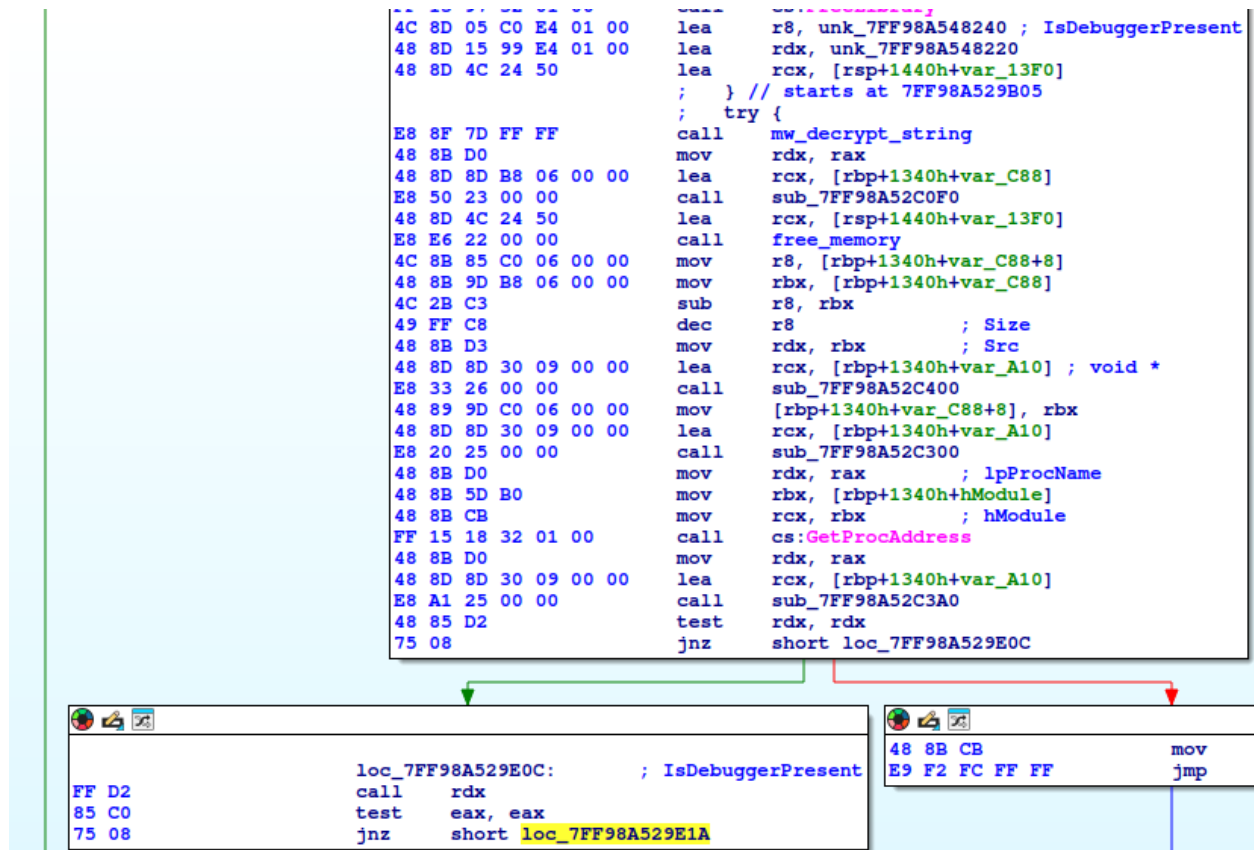 4C 8D 05 C0 E4 01 00 lea r8, unk_7FF98A548240 ; IsDebuggerPresent
48 8D 15 99 E4 01 00 lea rdx, unk_7FF98A548220
48 8D 4C 24 50 lea rcx, [rsp+1440h+var_13F0]
; } // starts at 7FF98A529B05
; try {
E8 8F 7D FF FF call mw_decrypt_string
48 8B D0 mov rdx, rax
48 8D 8D B8 06 00 00 lea rcx, [rbp+1340h+var_C88]
E8 50 23 00 00 call sub_7FF98A52C0F0
48 8D 4C 24 50 lea rcx, [rsp+1440h+var_13F0]
E8 E6 22 00 00 call free_memory
4C 8B 85 C0 06 00 00 mov r8, [rbp+1340h+var_C88+8]
48 8B 9D B8 06 00 00 mov rbx, [rbp+1340h+var_C88]
4C 2B C3 sub r8, rbx
49 FF C8 dec r8 ; Size
48 8B D3 mov rdx, rbx ; Src
48 8D 8D 30 09 00 00 lea rcx, [rbp+1340h+var_A10] ; void *
E8 33 26 00 00 call sub_7FF98A52C400
48 89 9D C0 06 00 00 mov [rbp+1340h+var_C88+8], rbx
48 8D 8D 30 09 00 00 lea rcx, [rbp+1340h+var_A10]
E8 20 25 00 00 call sub_7FF98A52C300
48 8B D0 mov rdx, rax ; lpProcName
48 8B 5D B0 mov rbx, [rbp+1340h+hModule]
48 8B CB mov rcx, rbx ; hModule
FF 15 18 32 01 00 call cs:GetProcAddress
48 8B D0 mov rdx, rax
48 8D 8D 30 09 00 00 lea rcx, [rbp+1340h+var_A10]
E8 A1 25 00 00 call sub_7FF98A52C3A0
48 85 D2 test rdx, rdx
75 08 jnz short loc_7FF98A529E0C
loc_7FF98A529E0C: ; IsDebuggerPresent
FF D2 call rdx
85 C0 test eax, eax
75 08 jnz short loc_7FF98A529E1A
48 8B CB mov
E9 F2 FC FF FF jmp